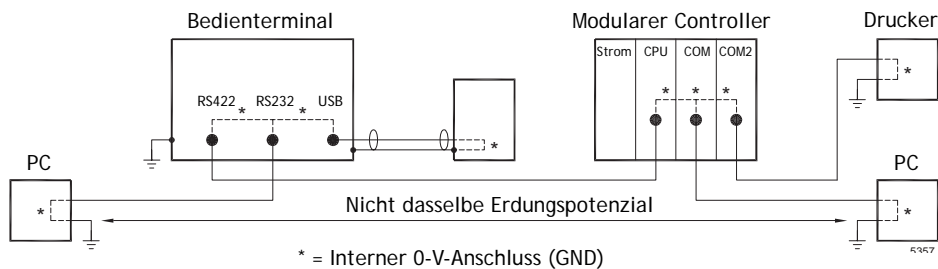 Bedienterminal
Modularer Controller
Drucker
Strom CPU COM COM2
* * *
*
RS422 * RS232 * USB
*
PC
PC
*
*
Nicht dasselbe Erdungspotenzial
5357
* = Interner 0-V-Anschluss (GND)